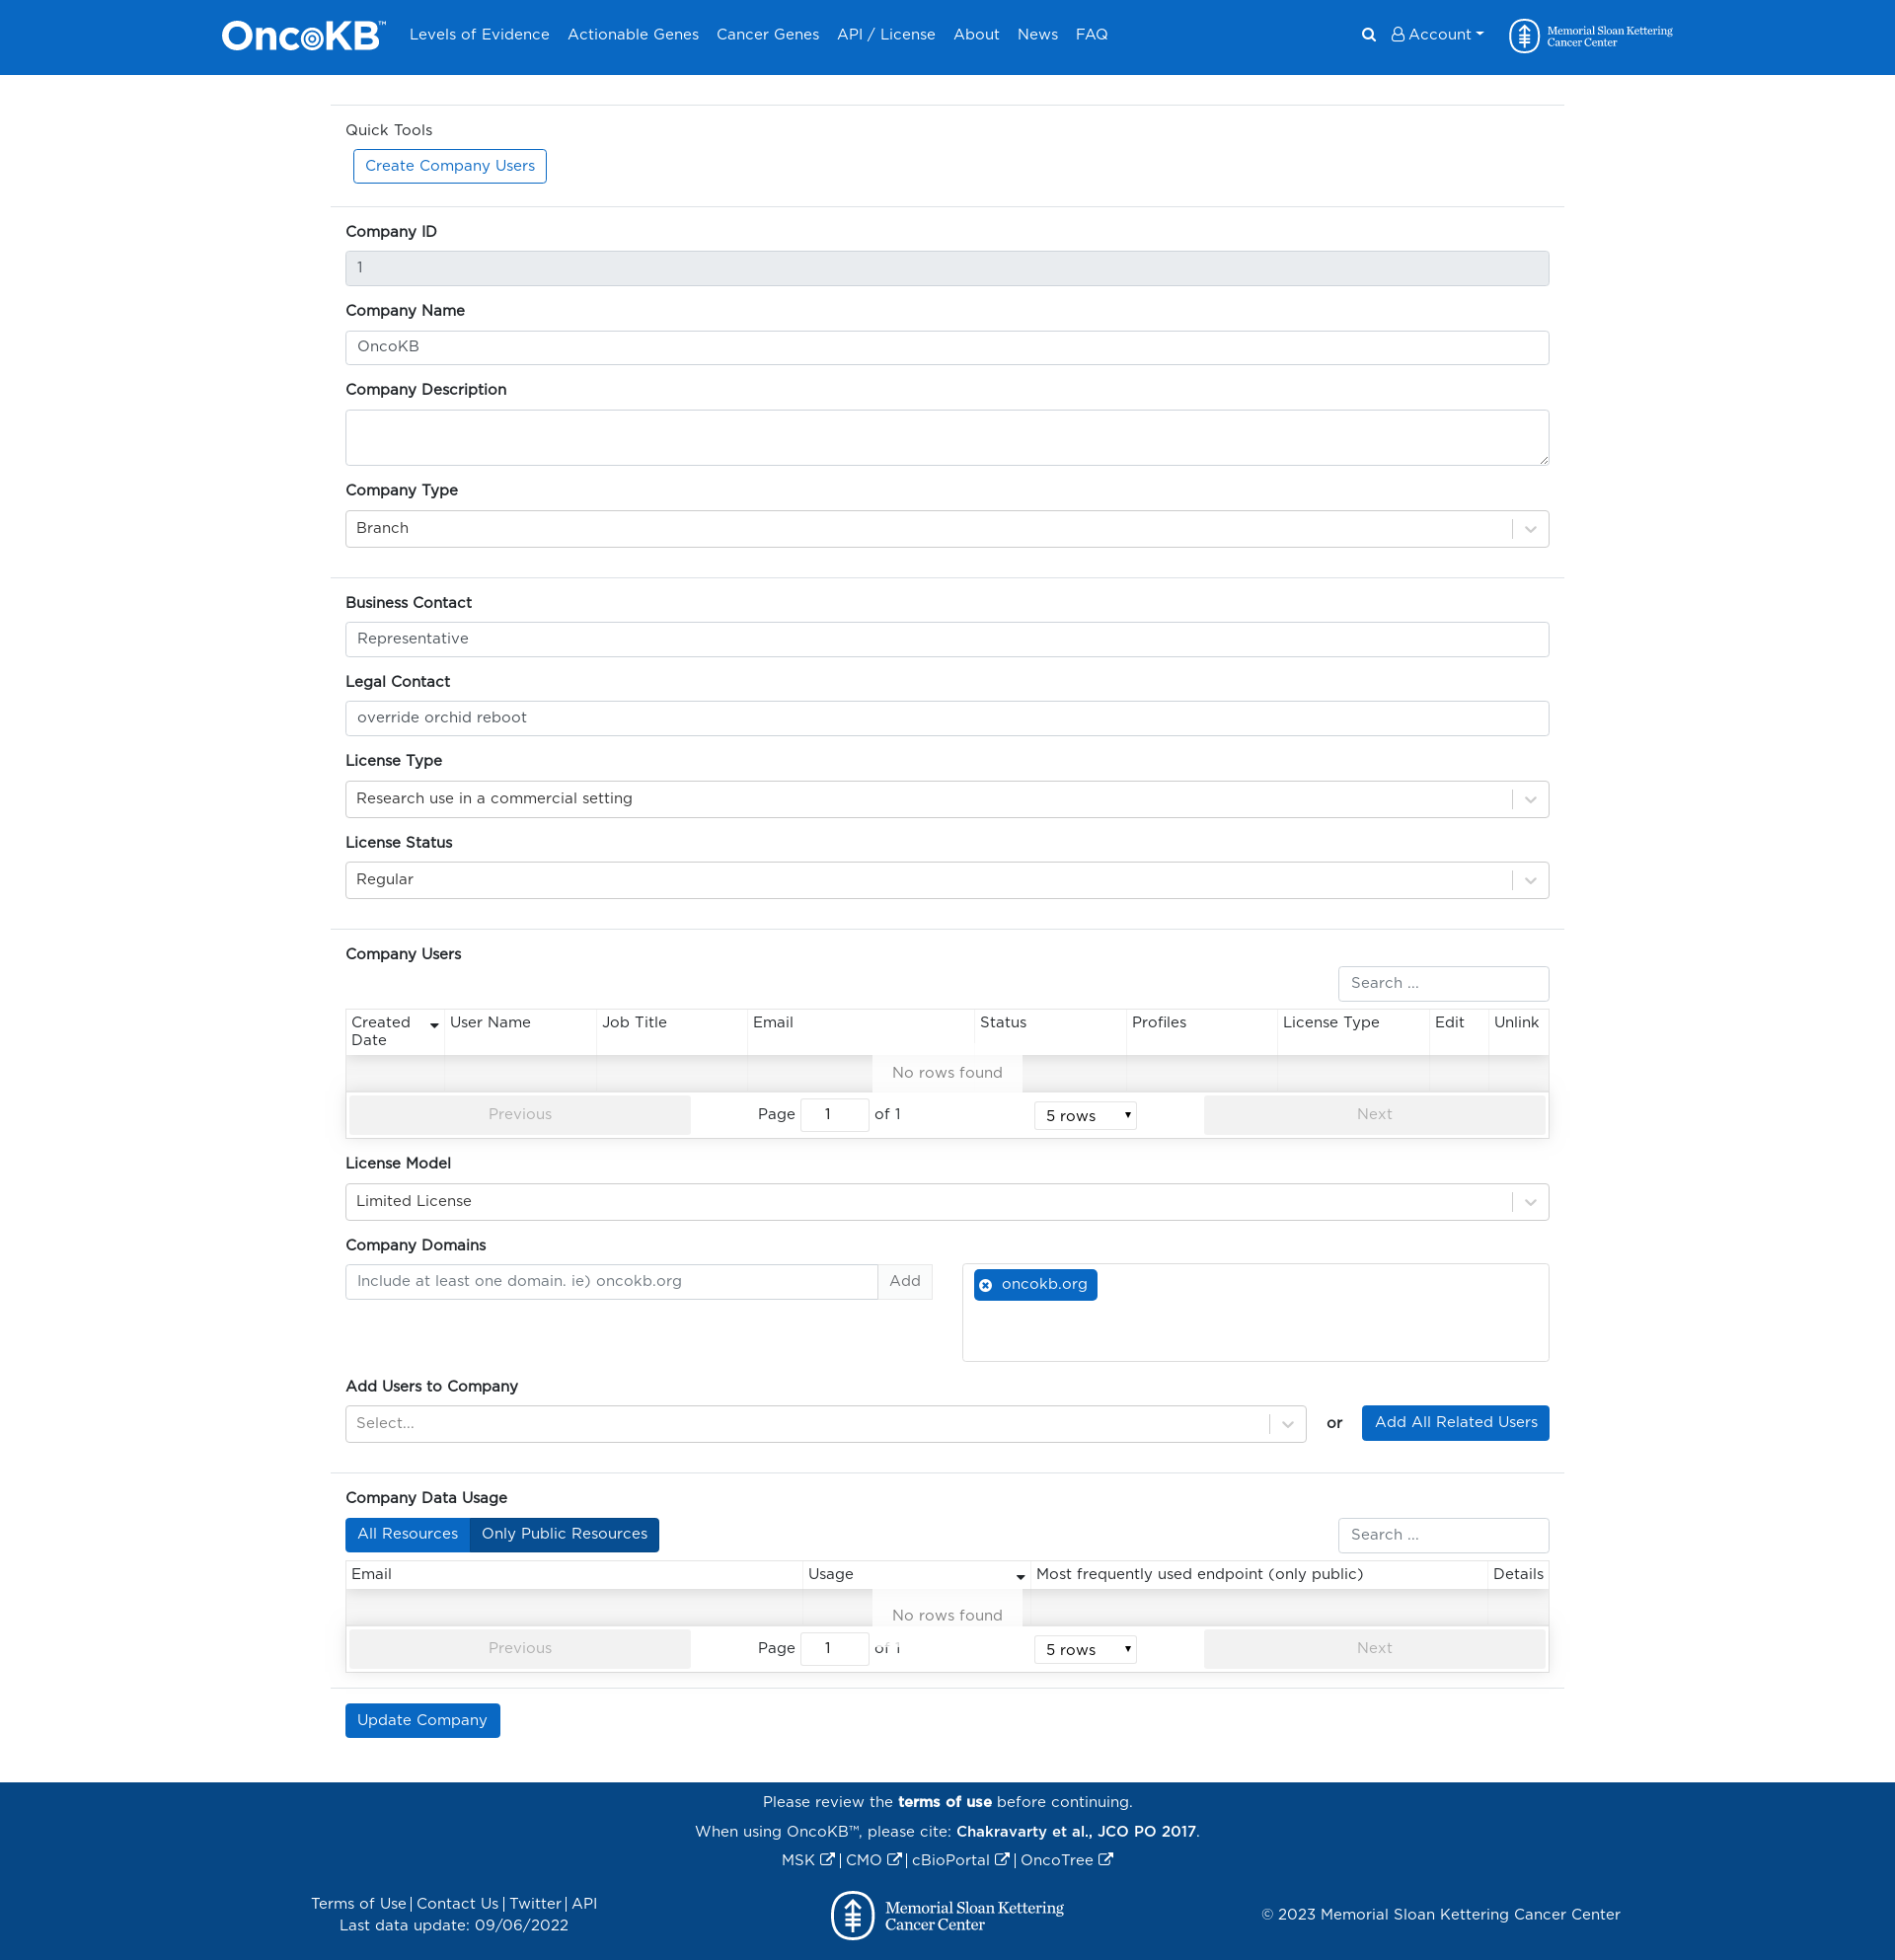 OncoKB™ Levels of Evidence Actionable Genes Cancer Genes API / License About News FAQ Account Memorial Sloan Kettering
Cancer Center
Quick Tools
Create Company Users
Company ID
1
Company Name
OncoKB
Company Description
Company Type
Branch
Business Contact
Representative
Legal Contact
override orchid reboot
License Type
Research use in a commercial setting
License Status
Regular
Company Users
Search ...
Created Date User Name Job Title Email Status Profiles License Type Edit Unlink
No rows found
Previous Page 1 of 1 5 rows Next
License Model
Limited License
Company Domains
Include at least one domain. ie) oncokb.org Add oncokb.org
Add Users to Company
Select... or Add All Related Users
Company Data Usage
All Resources Only Public Resources Search ...
Email Usage Most frequently used endpoint (only public) Details
No rows found
Previous Page 1 of 1 5 rows Next
Update Company
Please review the terms of use before continuing.
When using OncoKB™, please cite: Chakravarty et al., JCO PO 2017.
MSK | CMO | cBioPortal | OncoTree
Terms of Use | Contact Us | Twitter | API
Last data update: 09/06/2022
Memorial Sloan Kettering
Cancer Center
© 2023 Memorial Sloan Kettering Cancer Center